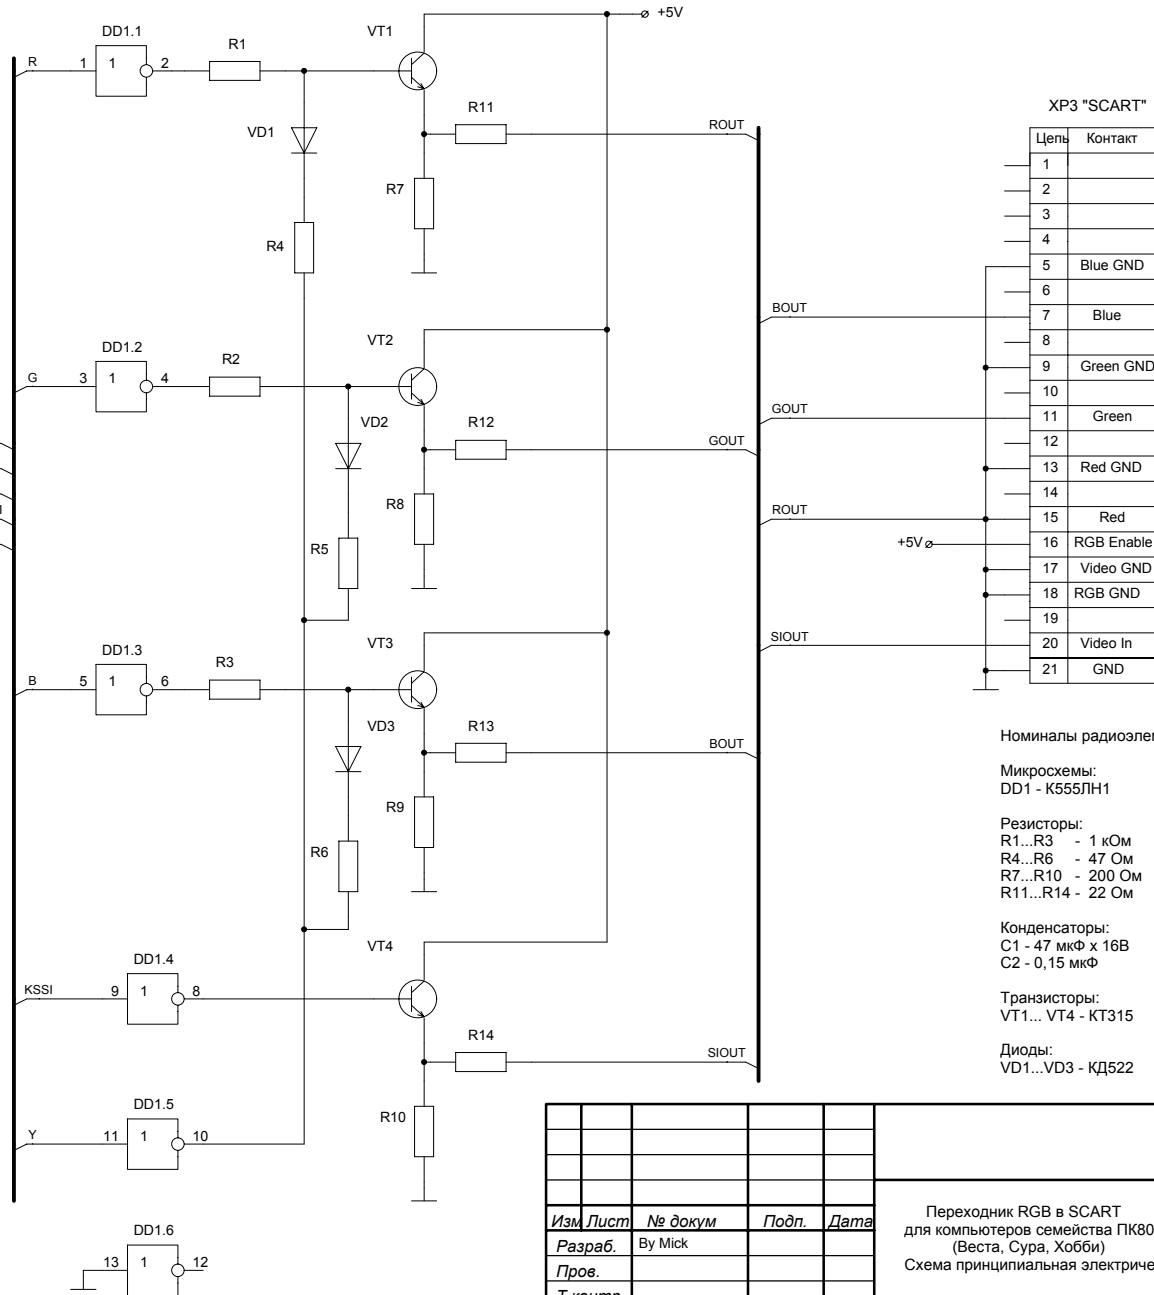 +5V
DD1.1
R1
VT1
R
1
1
2
R11
ROUT
VD1
R7
R4
XP3 "SCART"
Цепь Контакт
1
2
3
4
5 Blue GND
6
7 Blue
8
9 Green GND
10
11 Green
12
13 Red GND
14
15 Red
16 RGB Enable
17 Video GND
18 RGB GND
19
20 Video In
21 GND
BOUT
GOUT
ROUT
+5V
SIOUT
DD1.2
R2
VT2
G
3
1
4
VD2
R12
GOUT
R8
R5
DD1.3
R3
VT3
B
5
1
6
VD3
R13
BOUT
R9
R6
DD1.4
VT4
KSSI
9
1
8
R14
SIOUT
R10
DD1.5
Y
11
1
10
DD1.6
13
1
12
Микросхемы:
DD1 - К555ЛН1
Резисторы:
R1...R3 - 1 кОм
R4...R6 - 47 Ом
R7...R10 - 200 Ом
R11...R14 - 22 Ом
Конденсаторы:
C1 - 47 мкФ x 16В
C2 - 0,15 мкФ
Транзисторы:
VT1... VT4 - КТ315
Диоды:
VD1...VD3 - КД522
Номиналы
Изм Лист № докум Подп. Дата
Разраб. By Mick
Пров.
Переходник RGB в SCART
для компьютеров семейства ПК80
(Веста, Сура, Хобби)
Схема принципиальная